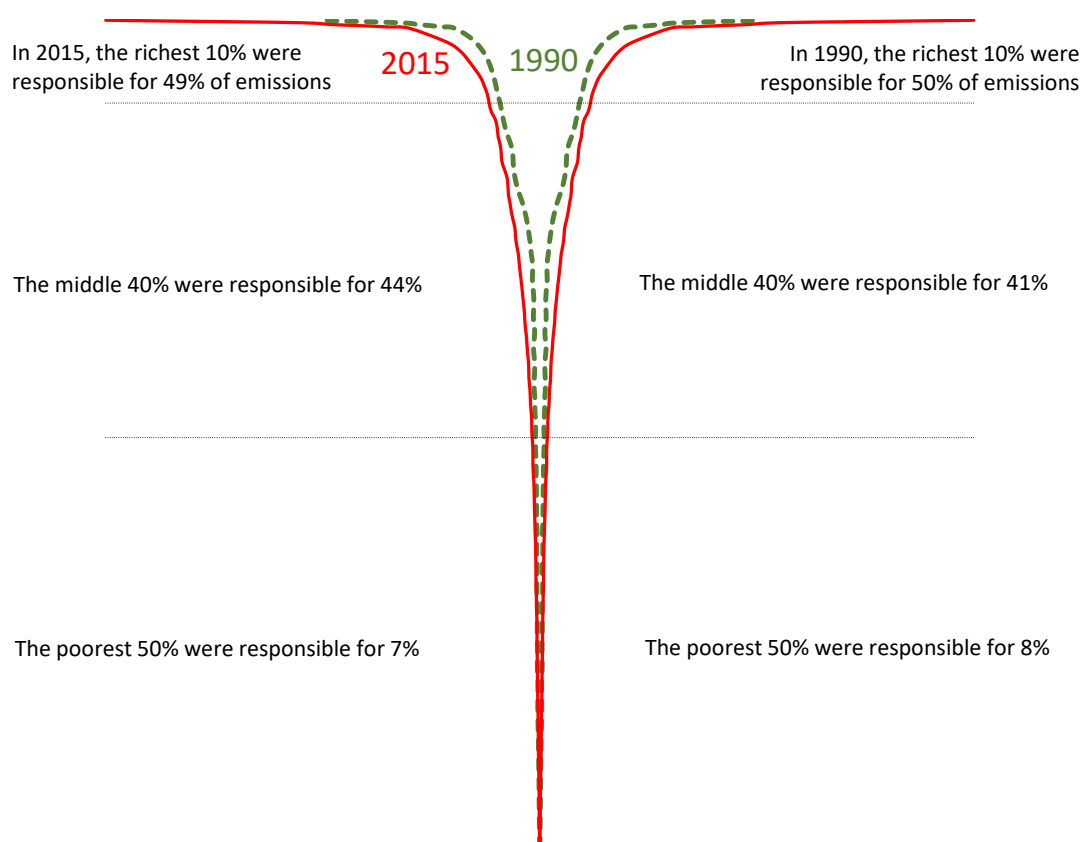 In 2015, the richest 10% were
responsible for 49% of emissions
2015
1990
In 1990, the richest 10% were
responsible for 50% of emissions
The middle 40% were responsible for 44%
The middle 40% were responsible for 41%
The poorest 50% were responsible for 7%
The poorest 50% were responsible for 8%